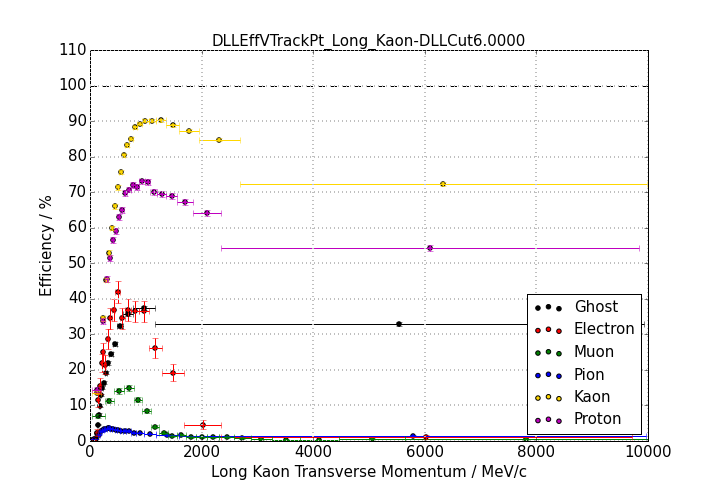 DLLEffVTrackPt_Long_Kaon-DLLCut6.0000
110
100
90
80
70
60
50
40
30
20
10
0
Efficiency / %
Ghost
Electron
Muon
Pion
Kaon
Proton
0 2000 4000 6000 8000 10000
Long Kaon Transverse Momentum / MeV/c